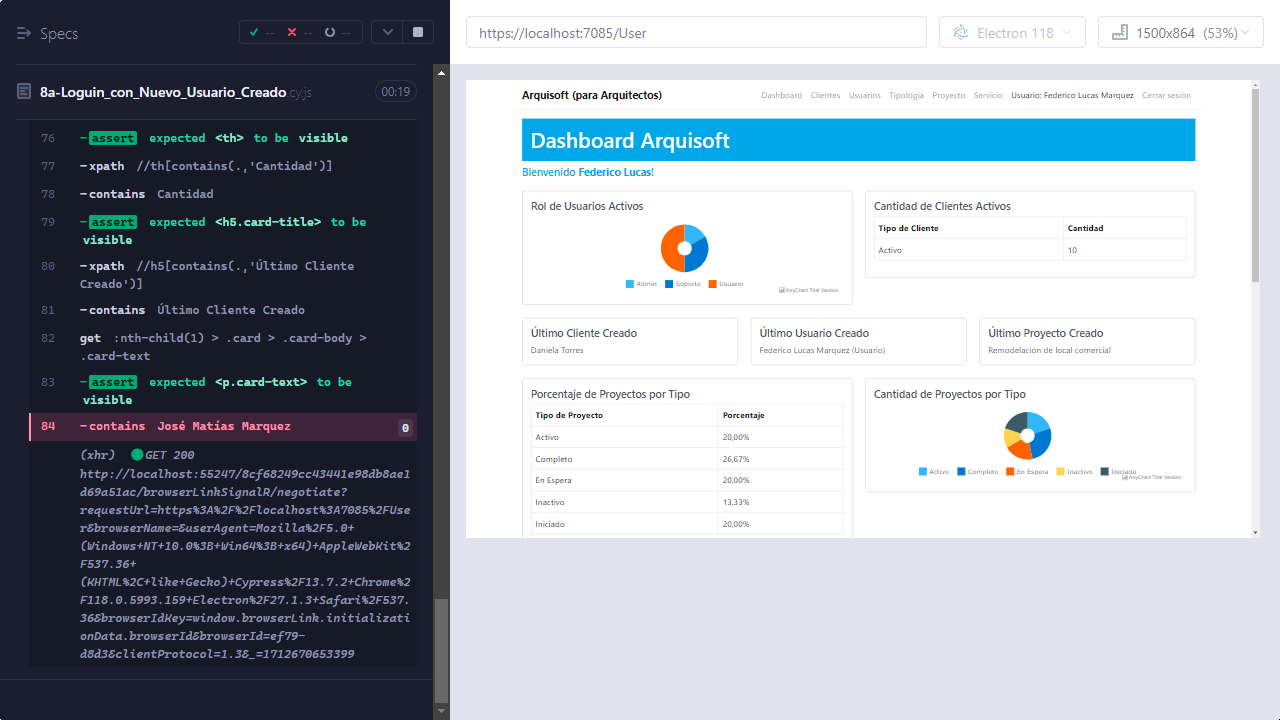 Specs
-- -- --
8a-Loguin_con_Nuevo_Usuario_Creado.cy.js 00:19
76 -assert expected <th> to be visible
77 -xpath //th[contains(.,'Cantidad')]
78 -contains Cantidad
79 -assert expected <h5.card-title> to be
visible
80 -xpath //h5[contains(.,'Último Cliente
Creado')]
81 -contains Último Cliente Creado
82 get :nth-child(1) > .card > .card-body >
.card-text
83 -assert expected <p.card-text> to be
visible
84 -contains José Matías Marquez 0
(xhr) GET 200
http://localhost:55247/8cf68249cc43441e98db8ae1
d69a51ac/browserLinkSignalR/negotiate?
requestUrl=https%3A%2F%2Flocalhost%3A7085%2FUse
r&browserName=&userAgent=Mozilla%2F5.0+
(Windows+NT+10.0%3B+Win64%3B+x64)+AppleWebKit%2
F537.36+
(KHTML%2C+like+Gecko)+Cypress%2F13.7.2+Chrome%2
F118.0.5993.159+Electron%2F27.1.3+Safari%2F537.
36&browserIdKey=window.browserLink.initializati
onData.browserId&browserId=ef79-
d8d3&clientProtocol=1.3&_=1712670653399
https://localhost:7085/User
Electron 118
1500x864 (53%)
Arquisoft (para Arquitectos)
Dashboard Clientes Usuarios Tipología Proyecto Servicio Usuario: Federico Lucas Marquez Cerrar sesión
Dashboard Arquisoft
Bienvenido Federico Lucas!
Rol de Usuarios Activos
Admin Soporte Usuario
AnyChart Trial Version
Cantidad de Clientes Activos
Tipo de Cliente Cantidad
Activo 10
Último Cliente Creado
Daniela Torres
Último Usuario Creado
Federico Lucas Marquez (Usuario)
Último Proyecto Creado
Remodelación de local comercial
Porcentaje de Proyectos por Tipo
Tipo de Proyecto Porcentaje
Activo 20,00%
Completo 26,67%
En Espera 20,00%
Inactivo 13,33%
Iniciado 20,00%
Cantidad de Proyectos por Tipo
Activo Completo En Espera Inactivo Iniciado
AnyChart Trial Version